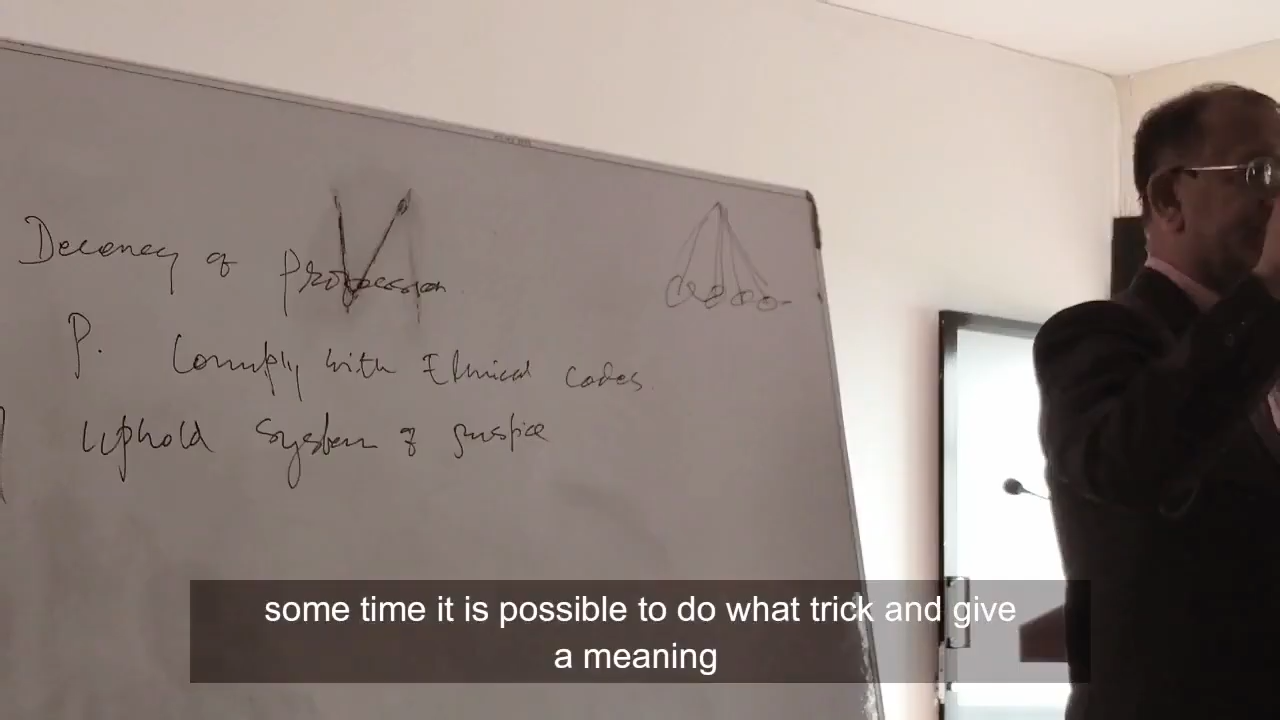 Decency of Profession
P. Comply with Ethical codes
Uphold System of justice
some time it is possible to do what trick and give
a meaning